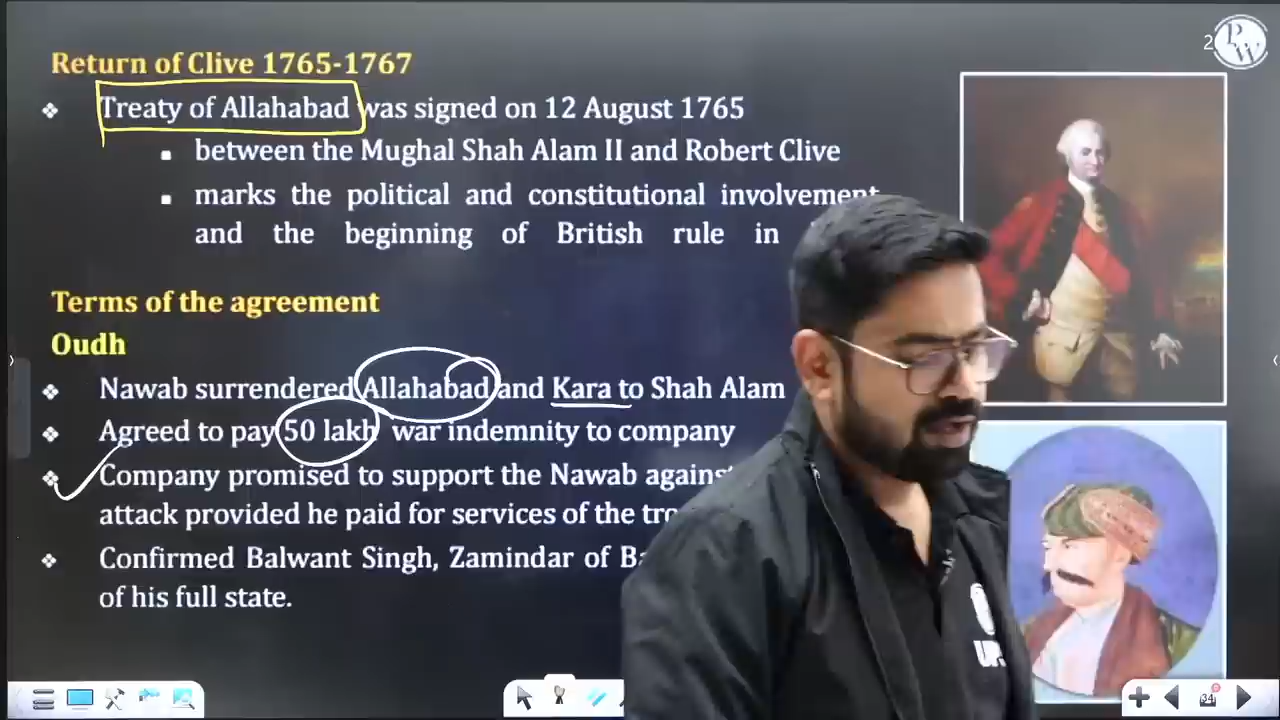 Return of Clive 1765-1767
2
PW
❖ Treaty of Allahabad was signed on 12 August 1765
▪ between the Mughal Shah Alam II and Robert Clive
▪ marks the political and constitutional involvement
and the beginning of British rule in
Terms of the agreement
Oudh
❖ Nawab surrendered Allahabad and Kara to Shah Alam
❖ Agreed to pay 50 lakh war indemnity to company
❖ Company promised to support the Nawab against
attack provided he paid for services of the
❖ Confirmed Balwant Singh, Zamindar of
of his full state.
34